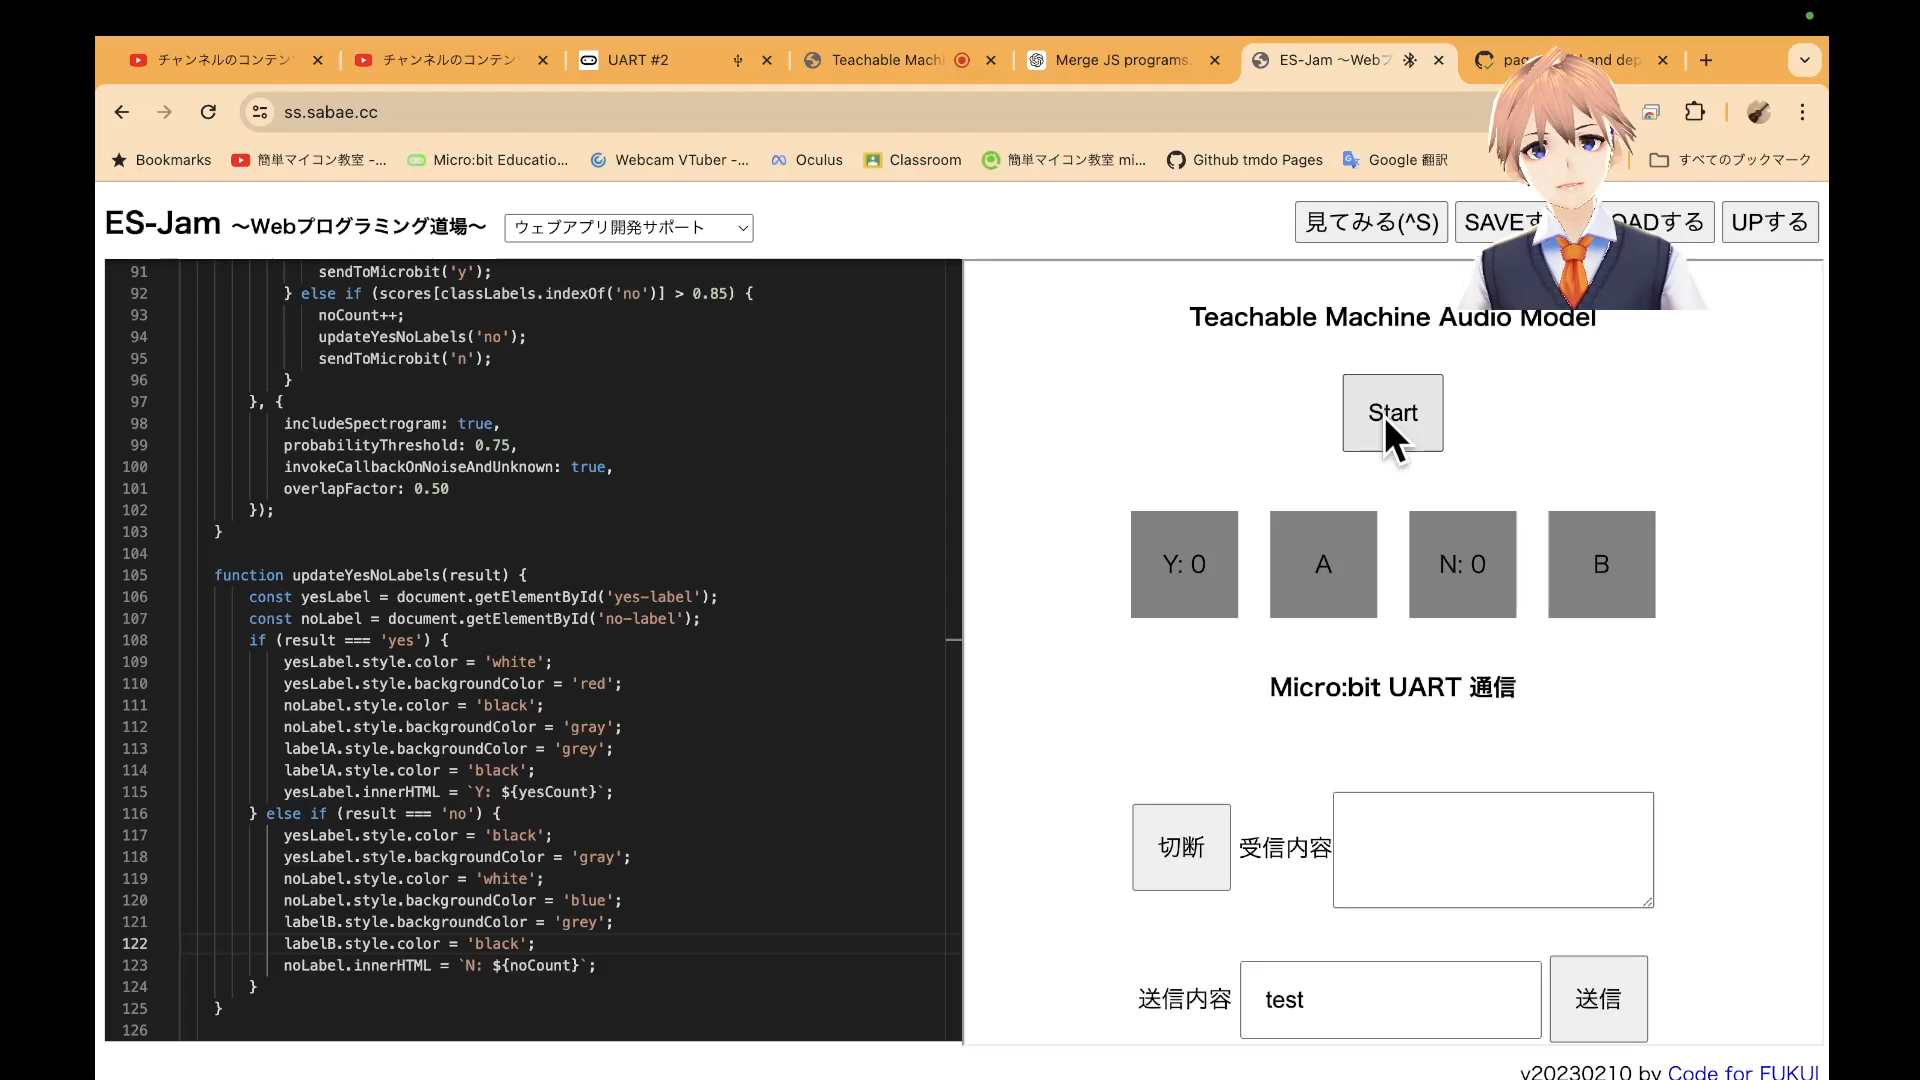 チャンネルのコンテン
チャンネルのコンテン
UART #2
Teachable Mach
Merge JS programs.
ES-Jam 〜Webプ
ss.sabae.cc
Bookmarks
簡単マイコン教室 -...
Micro:bit Educatio...
Webcam VTuber -...
Oculus
Classroom
簡単マイコン教室 mi...
Github tmdo Pages
Google 翻訳
すべてのブックマーク
ES-Jam 〜Webプログラミング道場〜
ウェブアプリ開発サポート
見てみる(^S)
SAVEす
OADする
UPする
91 sendToMicrobit('y');
92 } else if (scores[classLabels.indexOf('no')] > 0.85) {
93 noCount++;
94 updateYesNoLabels('no');
95 sendToMicrobit('n');
96 }
97 }, {
98 includeSpectrogram: true,
99 probabilityThreshold: 0.75,
100 invokeCallbackOnNoiseAndUnknown: true,
101 overlapFactor: 0.50
102 });
103 }
104
105 function updateYesNoLabels(result) {
106 const yesLabel = document.getElementById('yes-label');
107 const noLabel = document.getElementById('no-label');
108 if (result === 'yes') {
109 yesLabel.style.color = 'white';
110 yesLabel.style.backgroundColor = 'red';
111 noLabel.style.color = 'black';
112 noLabel.style.backgroundColor = 'gray';
113 labelA.style.backgroundColor = 'grey';
114 labelA.style.color = 'black';
115 yesLabel.innerHTML = `Y: ${yesCount}`;
116 } else if (result === 'no') {
117 yesLabel.style.color = 'black';
118 yesLabel.style.backgroundColor = 'gray';
119 noLabel.style.color = 'white';
120 noLabel.style.backgroundColor = 'blue';
121 labelB.style.backgroundColor = 'grey';
122 labelB.style.color = 'black';
123 noLabel.innerHTML = `N: ${noCount}`;
124 }
125 }
126
Teachable Machine Audio Model
Start
Y: 0
A
N: 0
B
Micro:bit UART 通信
切断
受信内容
送信内容
test
送信
v20230210 by Code for FUKUI